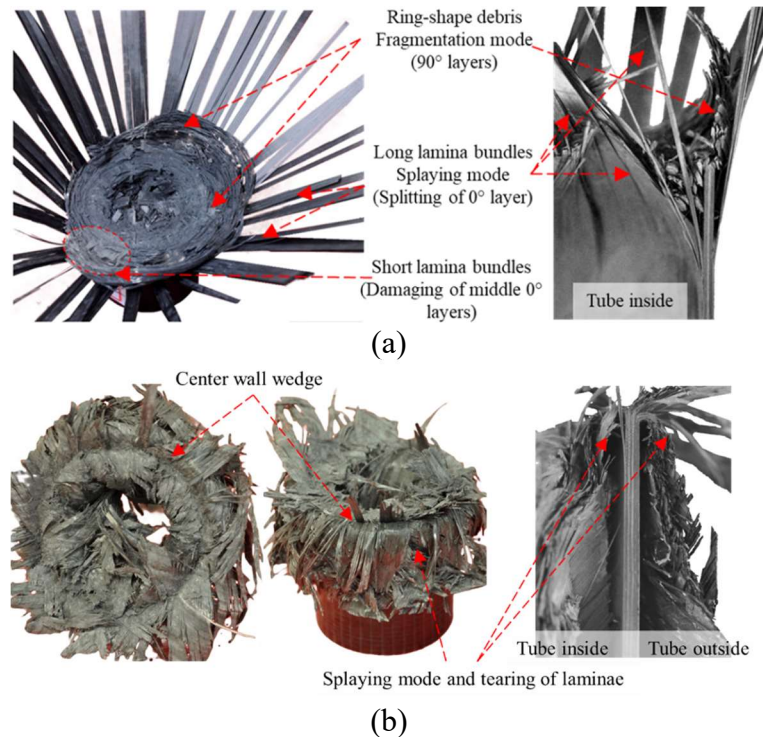 Ring-shape debris
Fragmentation mode
(90° layers)
Long lamina bundles
Splaying mode
(Splitting of 0° layer)
Short lamina bundles
(Damaging of middle 0°
layers)
Tube inside
(a)
Center wall wedge
Tube inside
Tube outside
Splaying mode and tearing of laminae
(b)